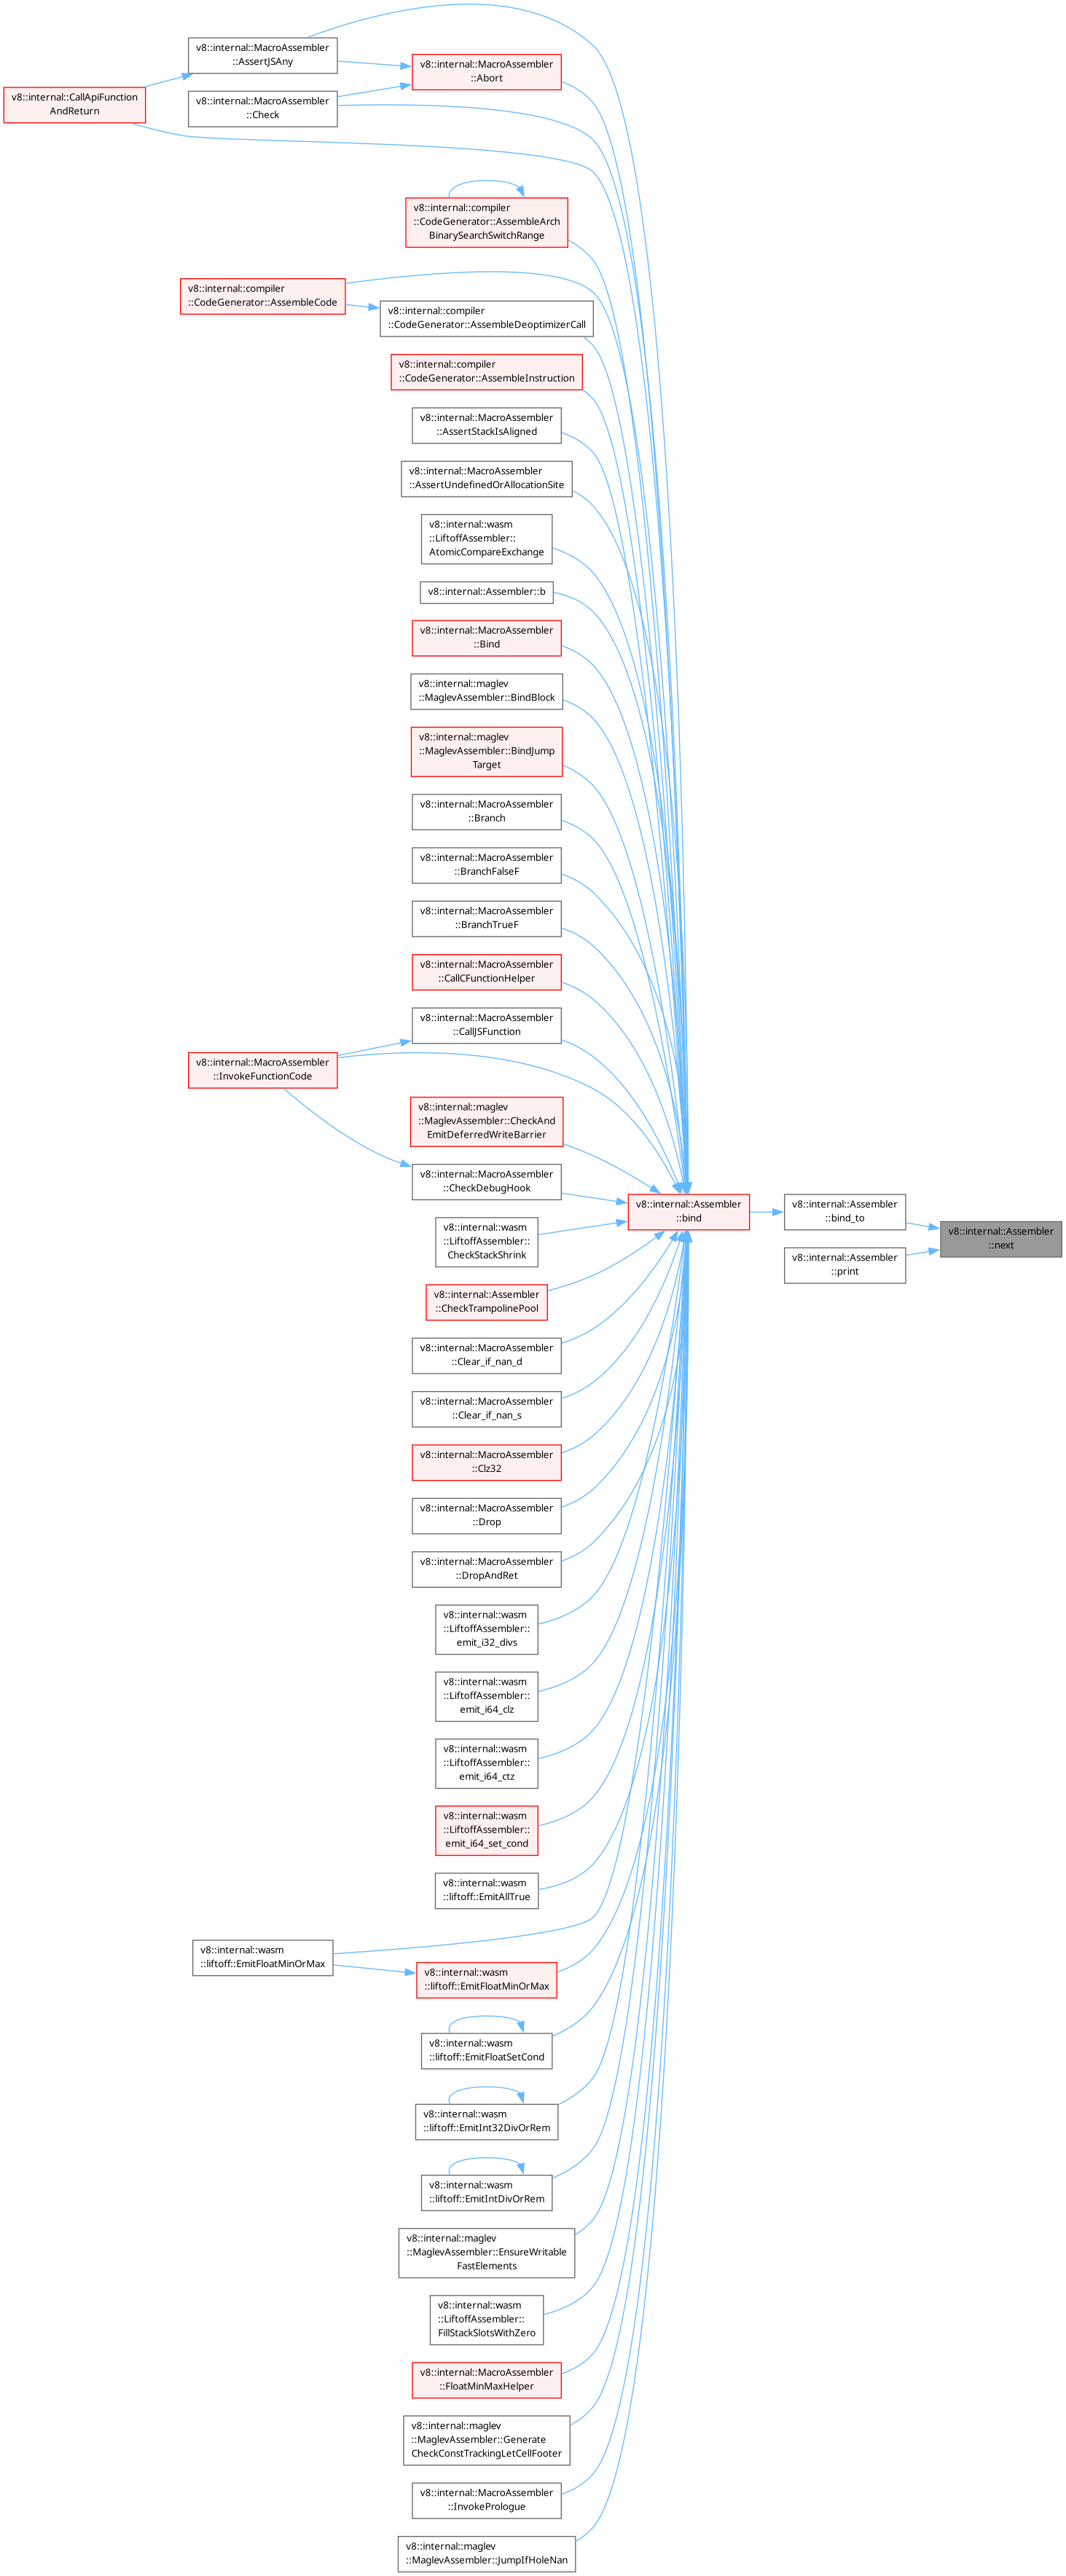 v8::internal::MacroAssembler
::AssertJSAny
v8::internal::MacroAssembler
::Abort
v8::internal::CallApiFunction
AndReturn
v8::internal::MacroAssembler
::Check
v8::internal::compiler
::CodeGenerator::AssembleArch
BinarySearchSwitchRange
v8::internal::compiler
::CodeGenerator::AssembleCode
v8::internal::compiler
::CodeGenerator::AssembleDeoptimizerCall
v8::internal::compiler
::CodeGenerator::AssembleInstruction
v8::internal::MacroAssembler
::AssertStackIsAligned
v8::internal::MacroAssembler
::AssertUndefinedOrAllocationSite
v8::internal::wasm
::LiftoffAssembler::
AtomicCompareExchange
v8::internal::Assembler::b
v8::internal::MacroAssembler
::Bind
v8::internal::maglev
::MaglevAssembler::BindBlock
v8::internal::maglev
::MaglevAssembler::BindJump
Target
v8::internal::MacroAssembler
::Branch
v8::internal::MacroAssembler
::BranchFalseF
v8::internal::MacroAssembler
::BranchTrueF
v8::internal::MacroAssembler
::CallCFunctionHelper
v8::internal::MacroAssembler
::CallJSFunction
v8::internal::MacroAssembler
::InvokeFunctionCode
v8::internal::maglev
::MaglevAssembler::CheckAnd
EmitDeferredWriteBarrier
v8::internal::MacroAssembler
::CheckDebugHook
v8::internal::Assembler
::bind
v8::internal::Assembler
::bind_to
v8::internal::Assembler
::next
v8::internal::Assembler
::print
v8::internal::wasm
::LiftoffAssembler::
CheckStackShrink
v8::internal::Assembler
::CheckTrampolinePool
v8::internal::MacroAssembler
::Clear_if_nan_d
v8::internal::MacroAssembler
::Clear_if_nan_s
v8::internal::MacroAssembler
::Clz32
v8::internal::MacroAssembler
::Drop
v8::internal::MacroAssembler
::DropAndRet
v8::internal::wasm
::LiftoffAssembler::
emit_i32_divs
v8::internal::wasm
::LiftoffAssembler::
emit_i64_clz
v8::internal::wasm
::LiftoffAssembler::
emit_i64_ctz
v8::internal::wasm
::LiftoffAssembler::
emit_i64_set_cond
v8::internal::wasm
::liftoff::EmitAllTrue
v8::internal::wasm
::liftoff::EmitFloatMinOrMax
v8::internal::wasm
::liftoff::EmitFloatMinOrMax
v8::internal::wasm
::liftoff::EmitFloatSetCond
v8::internal::wasm
::liftoff::EmitInt32DivOrRem
v8::internal::wasm
::liftoff::EmitIntDivOrRem
v8::internal::maglev
::MaglevAssembler::EnsureWritable
FastElements
v8::internal::wasm
::LiftoffAssembler::
FillStackSlotsWithZero
v8::internal::MacroAssembler
::FloatMinMaxHelper
v8::internal::maglev
::MaglevAssembler::Generate
CheckConstTrackingLetCellFooter
v8::internal::MacroAssembler
::InvokePrologue
v8::internal::maglev
::MaglevAssembler::JumpIfHoleNan